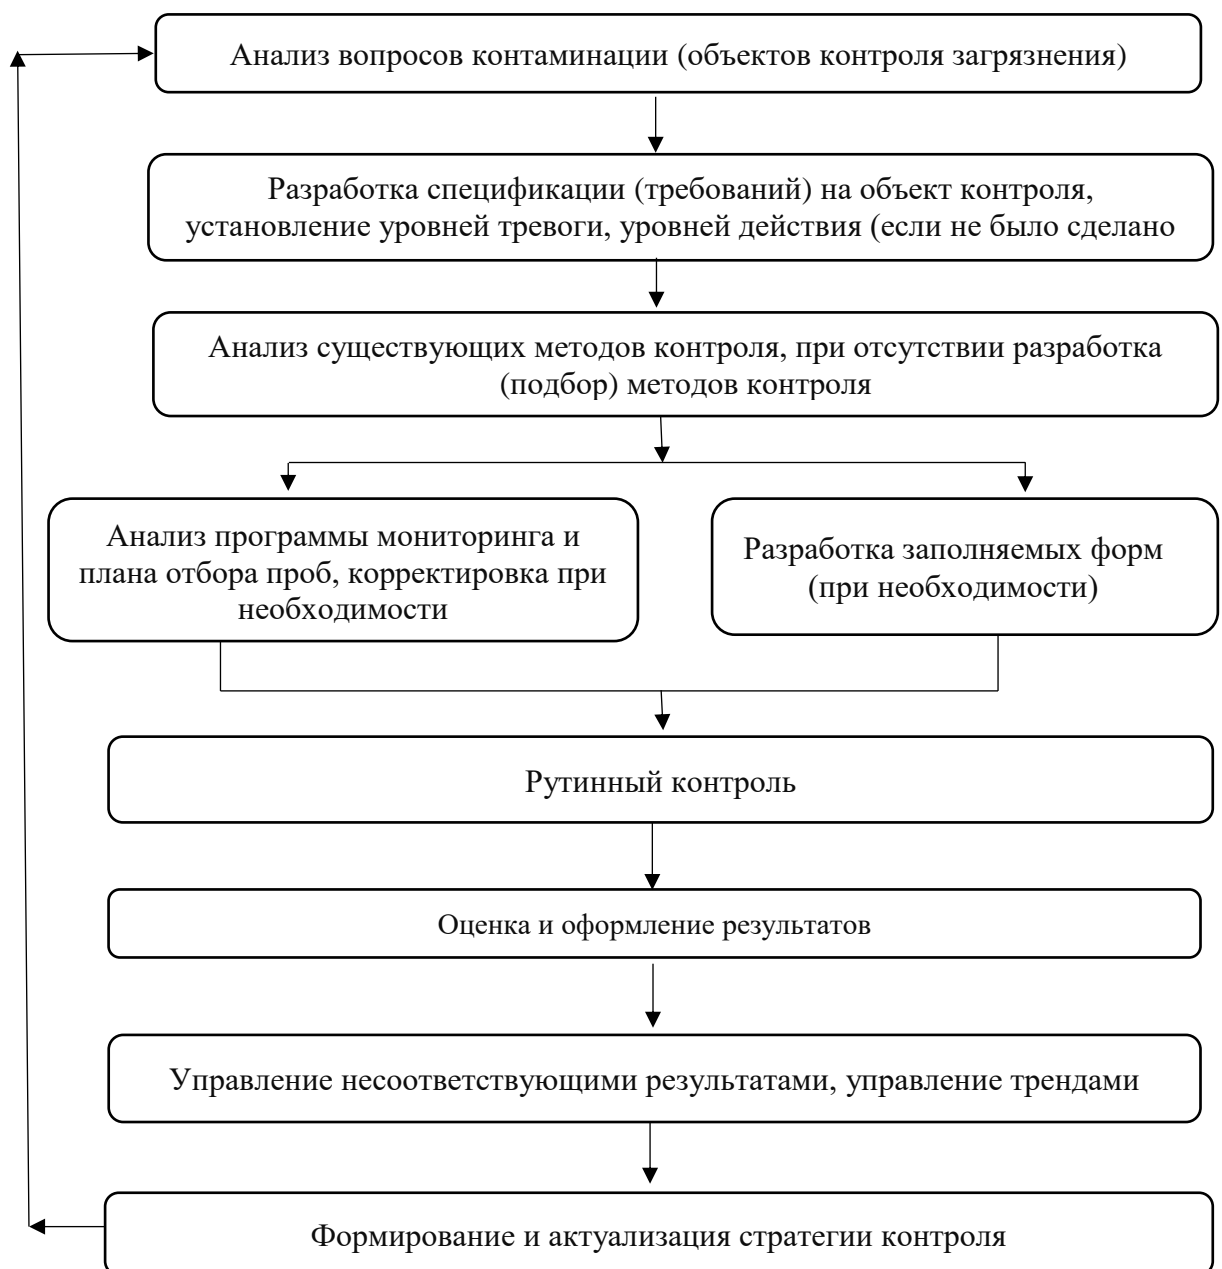 Анализ вопросов контаминации (объектов контроля загрязнения)
Разработка спецификации (требований) на объект контроля,
установление уровней тревоги, уровней действия (если не было сделано
Анализ существующих методов контроля, при отсутствии разработка
(подбор) методов контроля
Анализ программы мониторинга и
плана отбора проб, корректировка при
необходимости
Разработка заполняемых форм
(при необходимости)
Рутинный контроль
Оценка и оформление результатов
Управление несоответствующими результатами, управление трендами
Формирование и актуализация стратегии контроля